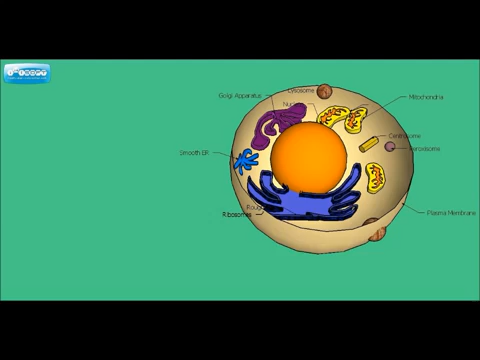 Lysosome
Golgi Apparatus
Mitochondria
Centrosome
Peroxisome
Smooth ER
Ribosomes
Plasma Membrane